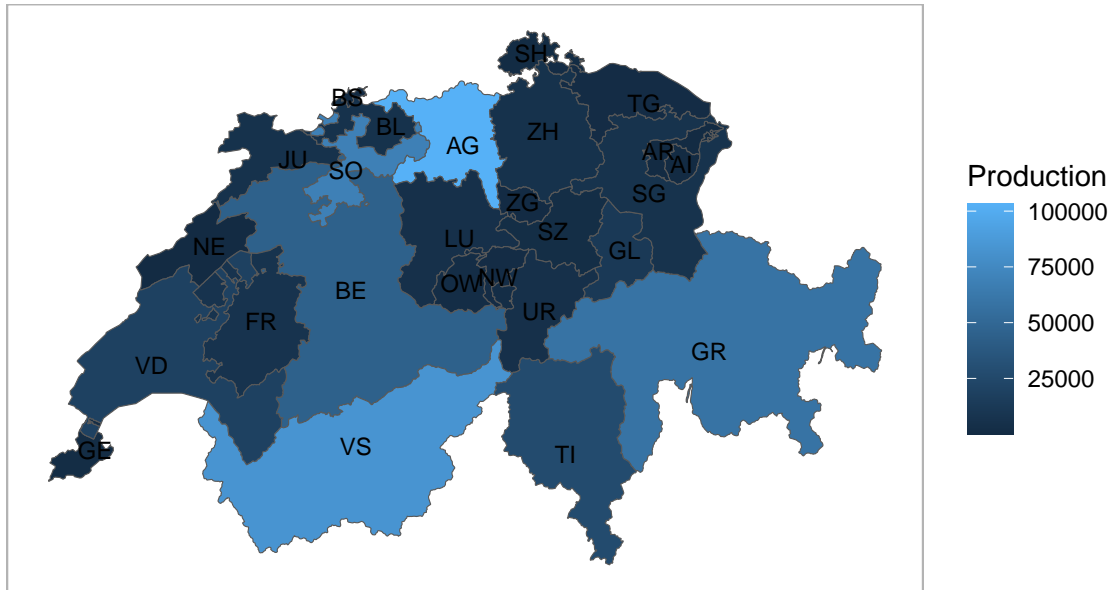 SH
BS
TG
BL
ZH
AG
AR
JU
AI
SO
SG
ZG
SZ
LU
NE
GL
NW
OW
BE
UR
FR
GR
VD
VS
GE
TI
Production
100000
75000
50000
25000